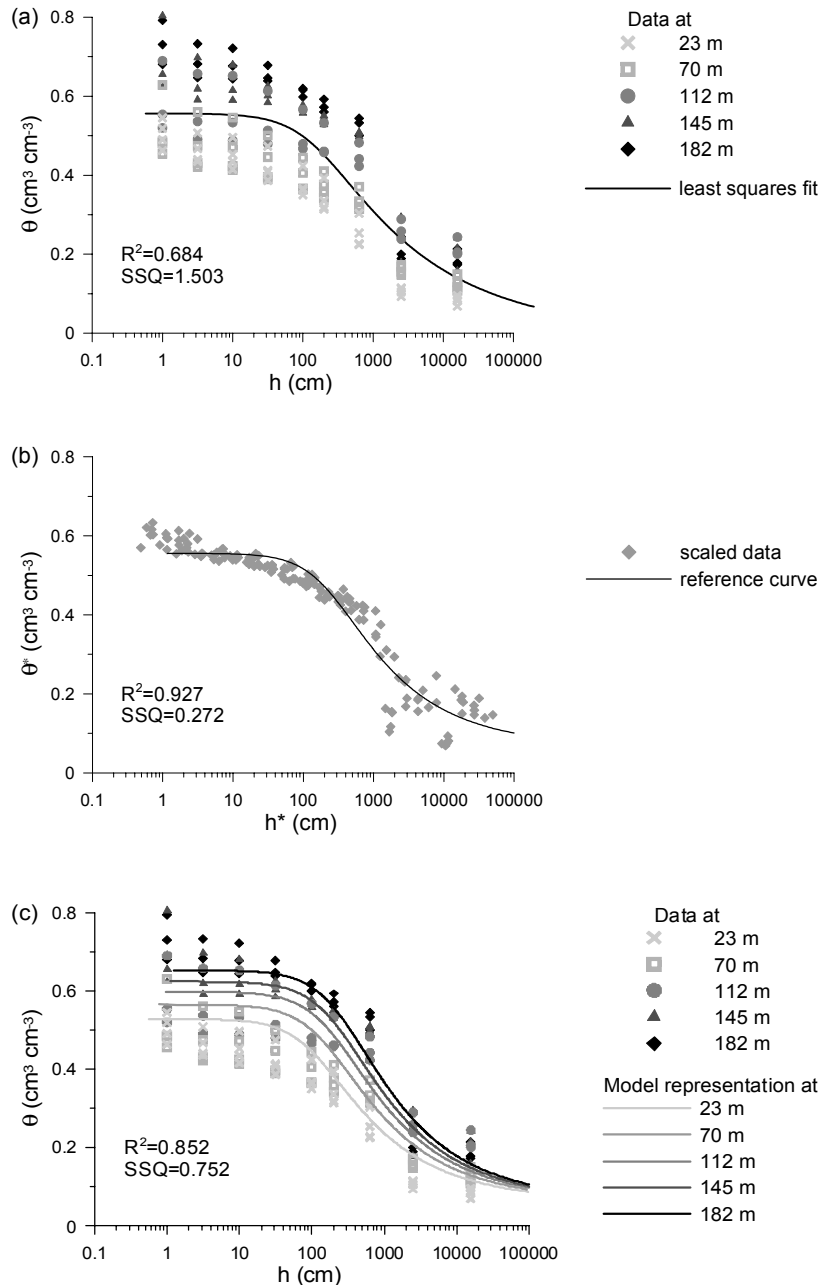 (a)
0.8
0.6
0.4
0.2
0
θ (cm³ cm⁻³)
R²=0.684
SSQ=1.503
0.1 1 10 100 1000 10000 100000
h (cm)
Data at
23 m
70 m
112 m
145 m
182 m
least squares fit
(b)
0.8
0.6
0.4
0.2
0
θ* (cm³ cm⁻³)
R²=0.927
SSQ=0.272
0.1 1 10 100 1000 10000 100000
h* (cm)
scaled data
reference curve
(c)
0.8
0.6
0.4
0.2
0
θ (cm³ cm⁻³)
R²=0.852
SSQ=0.752
0.1 1 10 100 1000 10000 100000
h (cm)
Data at
23 m
70 m
112 m
145 m
182 m
Model representation at
23 m
70 m
112 m
145 m
182 m